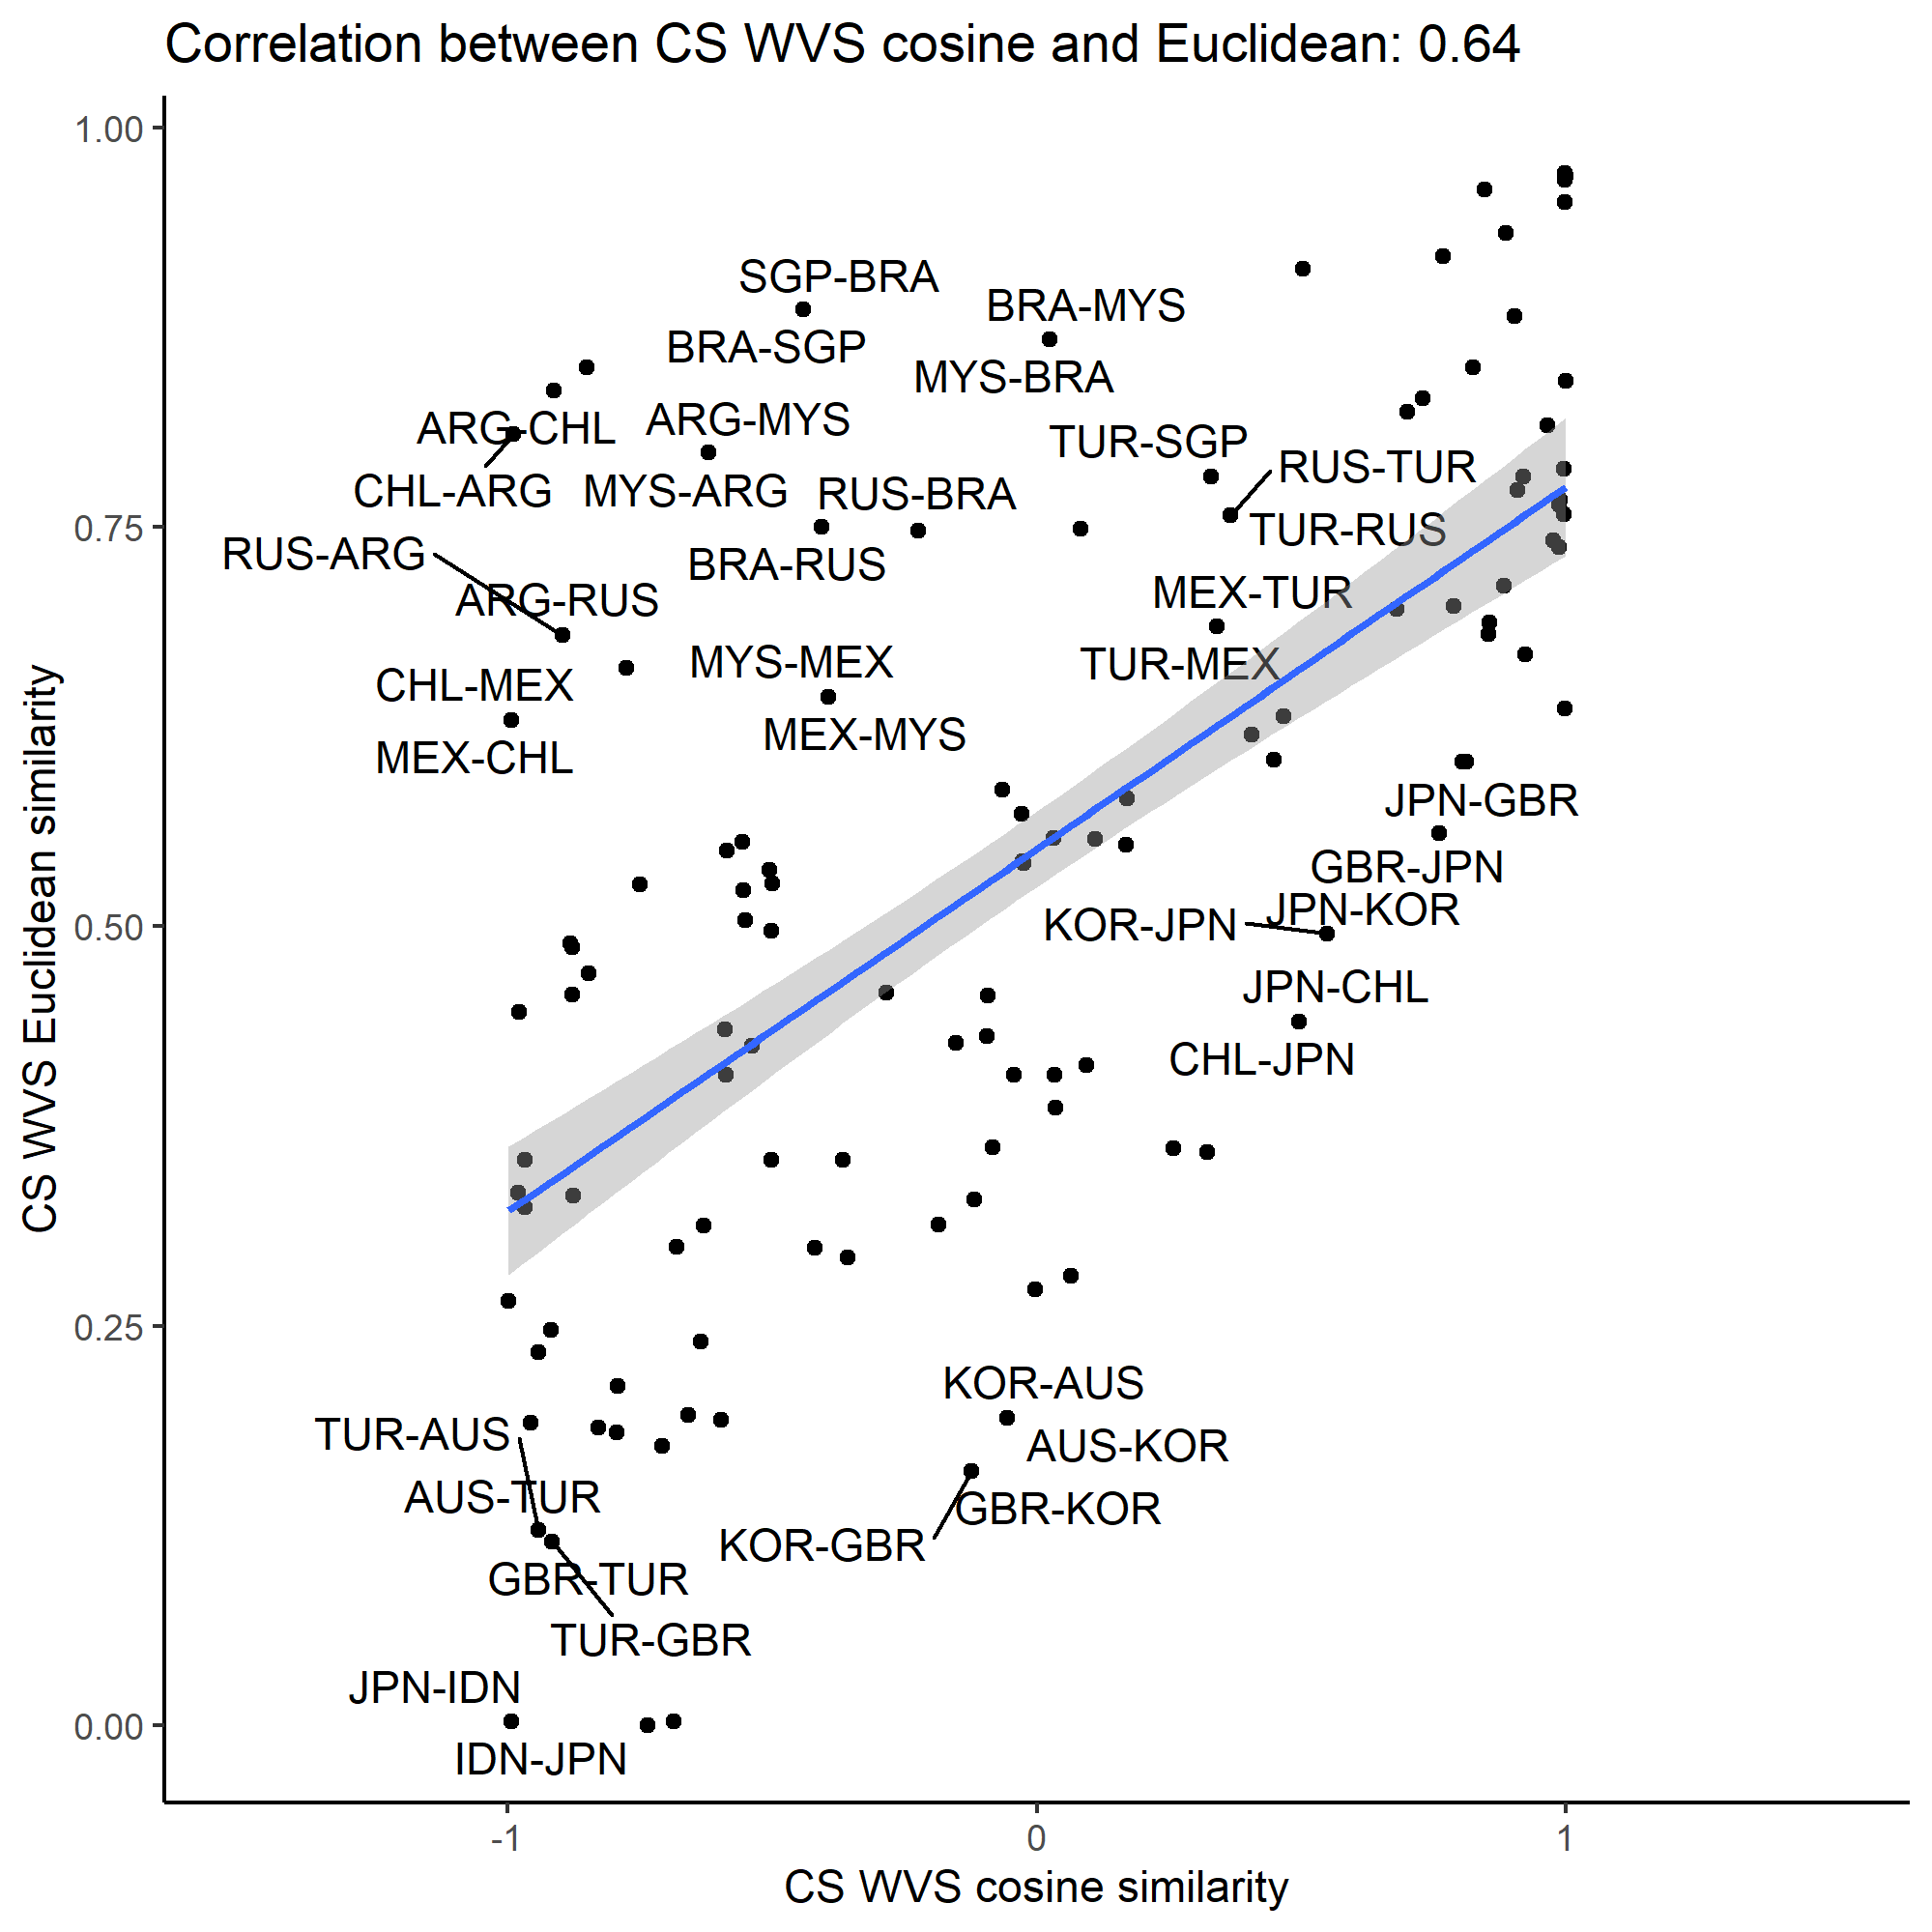 Correlation between CS WVS cosine and Euclidean: 0.64
1.00
SGP-BRA
BRA-MYS
BRA-SGP
MYS-BRA
ARG-CHL
ARG-MYS
TUR-SGP
RUS-TUR
CHL-ARG
MYS-ARG
RUS-BRA
0.75
TUR-RUS
RUS-ARG
BRA-RUS
ARG-RUS
MEX-TUR
MYS-MEX
TUR-MEX
CHL-MEX
MEX-MYS
MEX-CHL
JPN-GBR
GBR-JPN
JPN-KOR
KOR-JPN
0.50
JPN-CHL
CHL-JPN
CS WVS Euclidean similarity
0.25
KOR-AUS
TUR-AUS
AUS-KOR
AUS-TUR
GBR-KOR
KOR-GBR
GBR-TUR
TUR-GBR
JPN-IDN
0.00
IDN-JPN
-1
0
1
CS WVS cosine similarity